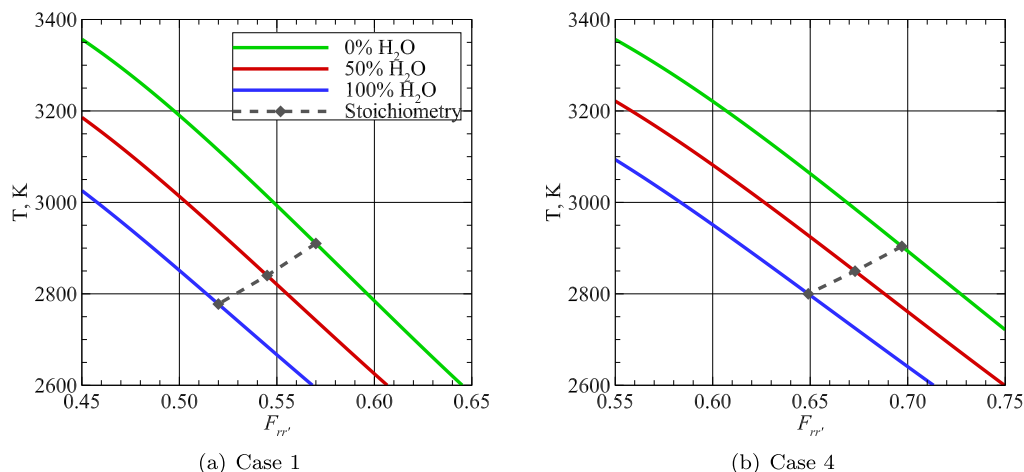 3400
3200
3000
2800
2600
T, K
0% H₂O
50% H₂O
100% H₂O
Stoichiometry
0.45 0.50 0.55 0.60 0.65
F_rr'
(a) Case 1
3400
3200
3000
2800
2600
T, K
0.55 0.60 0.65 0.70 0.75
F_rr'
(b) Case 4